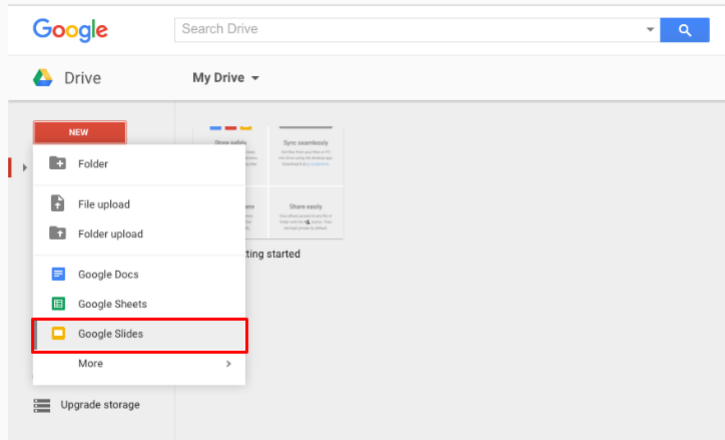 Google
Search Drive
Drive
My Drive
NEW
Folder
File upload
Folder upload
Google Docs
Google Sheets
Google Slides
More
Upgrade storage
Sync seamlessly
Share easily
started